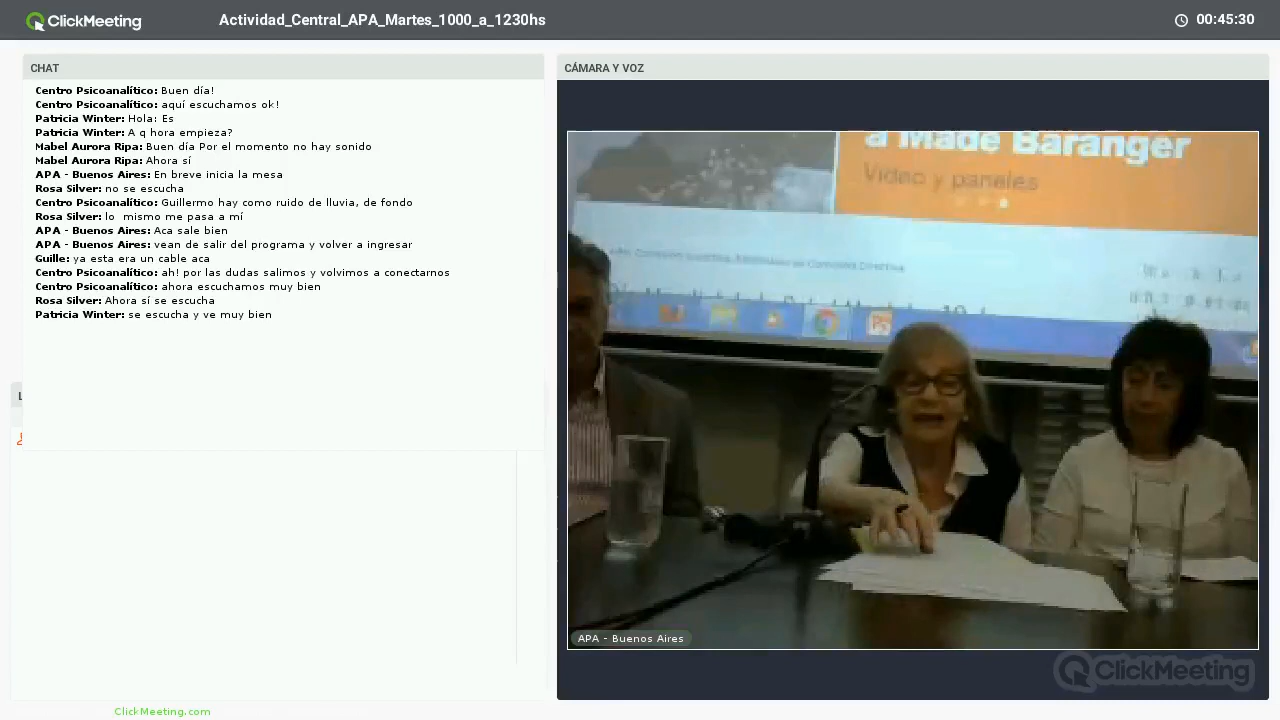 ClickMeeting
Actividad_Central_APA_Martes_1000_a_1230hs
00:45:30
CHAT
Centro Psicoanalítico: Buen día!
Centro Psicoanalítico: aquí escuchamos ok!
Patricia Winter: Hola: Es
Patricia Winter: A q hora empieza?
Mabel Aurora Ripa: Buen día Por el momento no hay sonido
Mabel Aurora Ripa: Ahora sí
APA - Buenos Aires: En breve inicia la mesa
Rosa Silver: no se escucha
Centro Psicoanalítico: Guillermo hay como ruido de lluvia, de fondo
Rosa Silver: lo mismo me pasa a mí
APA - Buenos Aires: Aca sale bien
APA - Buenos Aires: vean de salir del programa y volver a ingresar
Guille: ya esta era un cable aca
Centro Psicoanalítico: ah! por las dudas salimos y volvimos a conectarnos
Centro Psicoanalítico: ahora escuchamos muy bien
Rosa Silver: Ahora sí se escucha
Patricia Winter: se escucha y ve muy bien
L
CÁMARA Y VOZ
a Madé Baranger
Video y paneles
APA - Buenos Aires
ClickMeeting
ClickMeeting.com